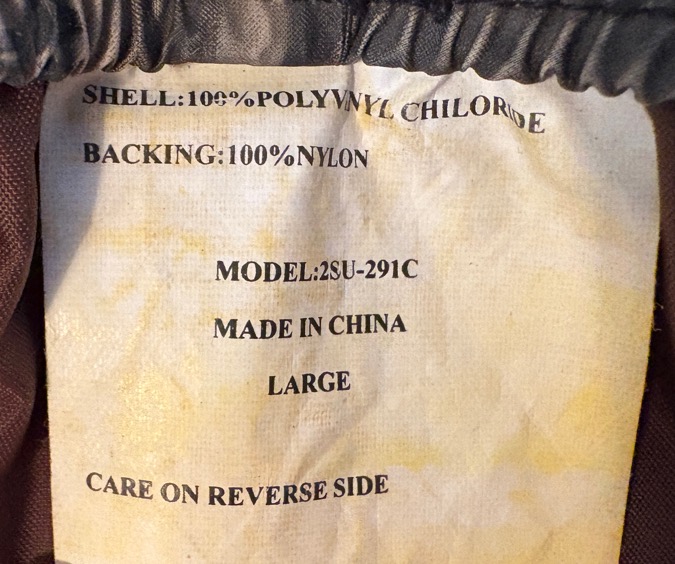 SHELL:100%POLYVNYL CHILORIDE
BACKING:100%NYLON
MODEL:2SU-291C
MADE IN CHINA
LARGE
CARE ON REVERSE SIDE